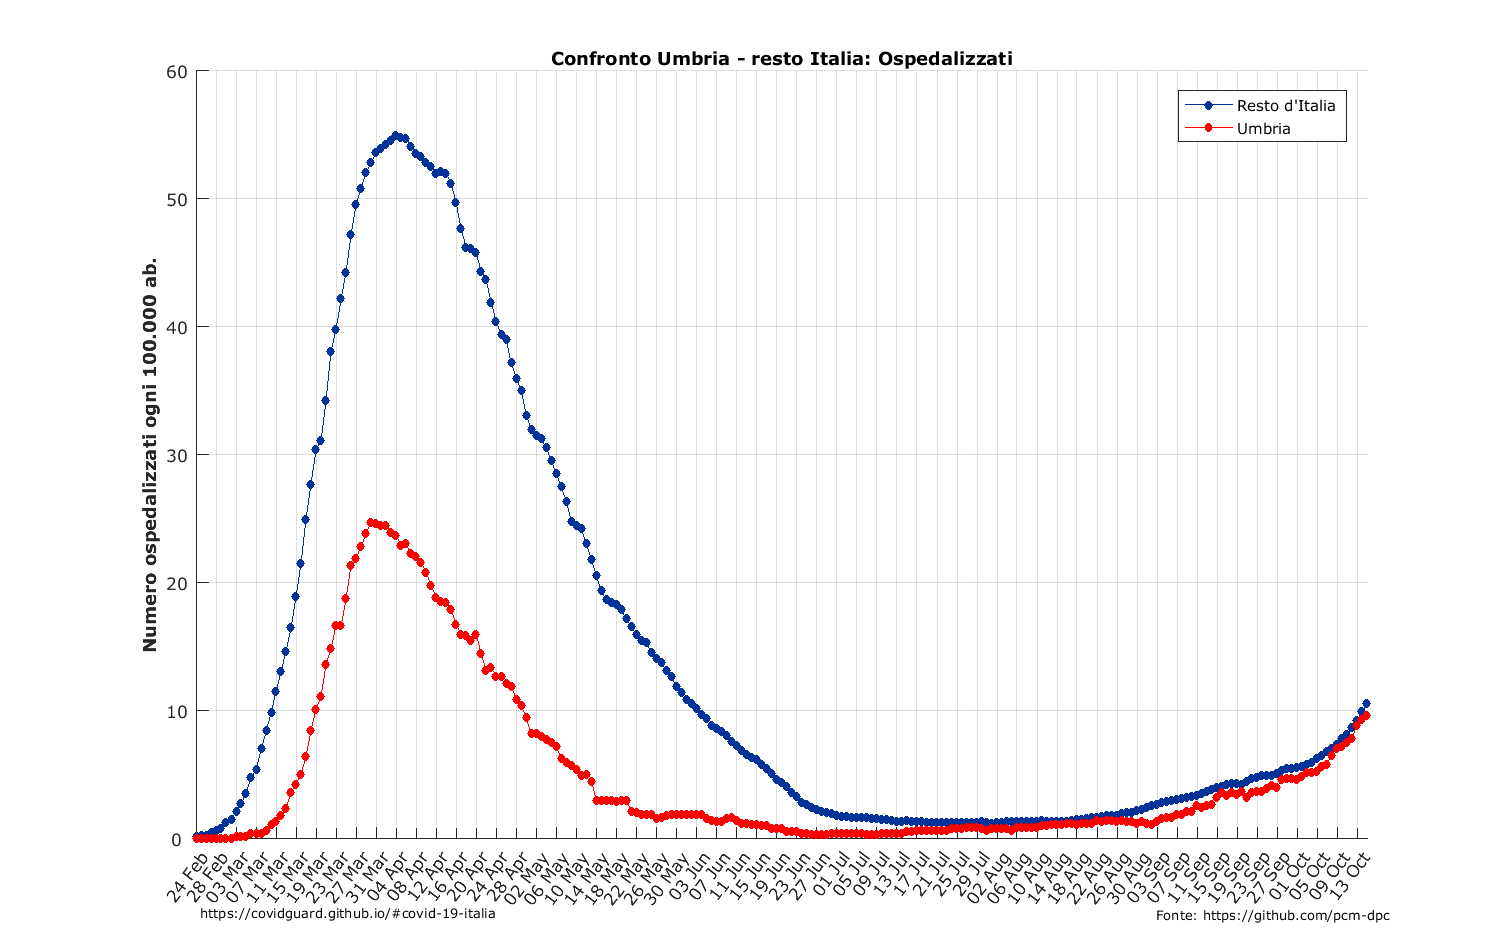 Confronto Umbria - resto Italia: Ospedalizzati
Resto d'Italia
Umbria
Numero ospedalizzati ogni 100.000 ab.
60
50
40
30
20
10
0
24 Feb
28 Feb
03 Mar
07 Mar
11 Mar
15 Mar
19 Mar
23 Mar
27 Mar
31 Mar
04 Apr
08 Apr
12 Apr
16 Apr
20 Apr
24 Apr
28 Apr
02 May
06 May
10 May
14 May
18 May
22 May
26 May
30 May
03 Jun
07 Jun
11 Jun
15 Jun
19 Jun
23 Jun
27 Jun
01 Jul
05 Jul
09 Jul
13 Jul
17 Jul
21 Jul
25 Jul
29 Jul
02 Aug
06 Aug
10 Aug
14 Aug
18 Aug
22 Aug
26 Aug
30 Aug
03 Sep
07 Sep
11 Sep
15 Sep
19 Sep
23 Sep
27 Sep
01 Oct
05 Oct
09 Oct
13 Oct
https://covidguard.github.io/#covid-19-italia
Fonte: https://github.com/pcm-dpc